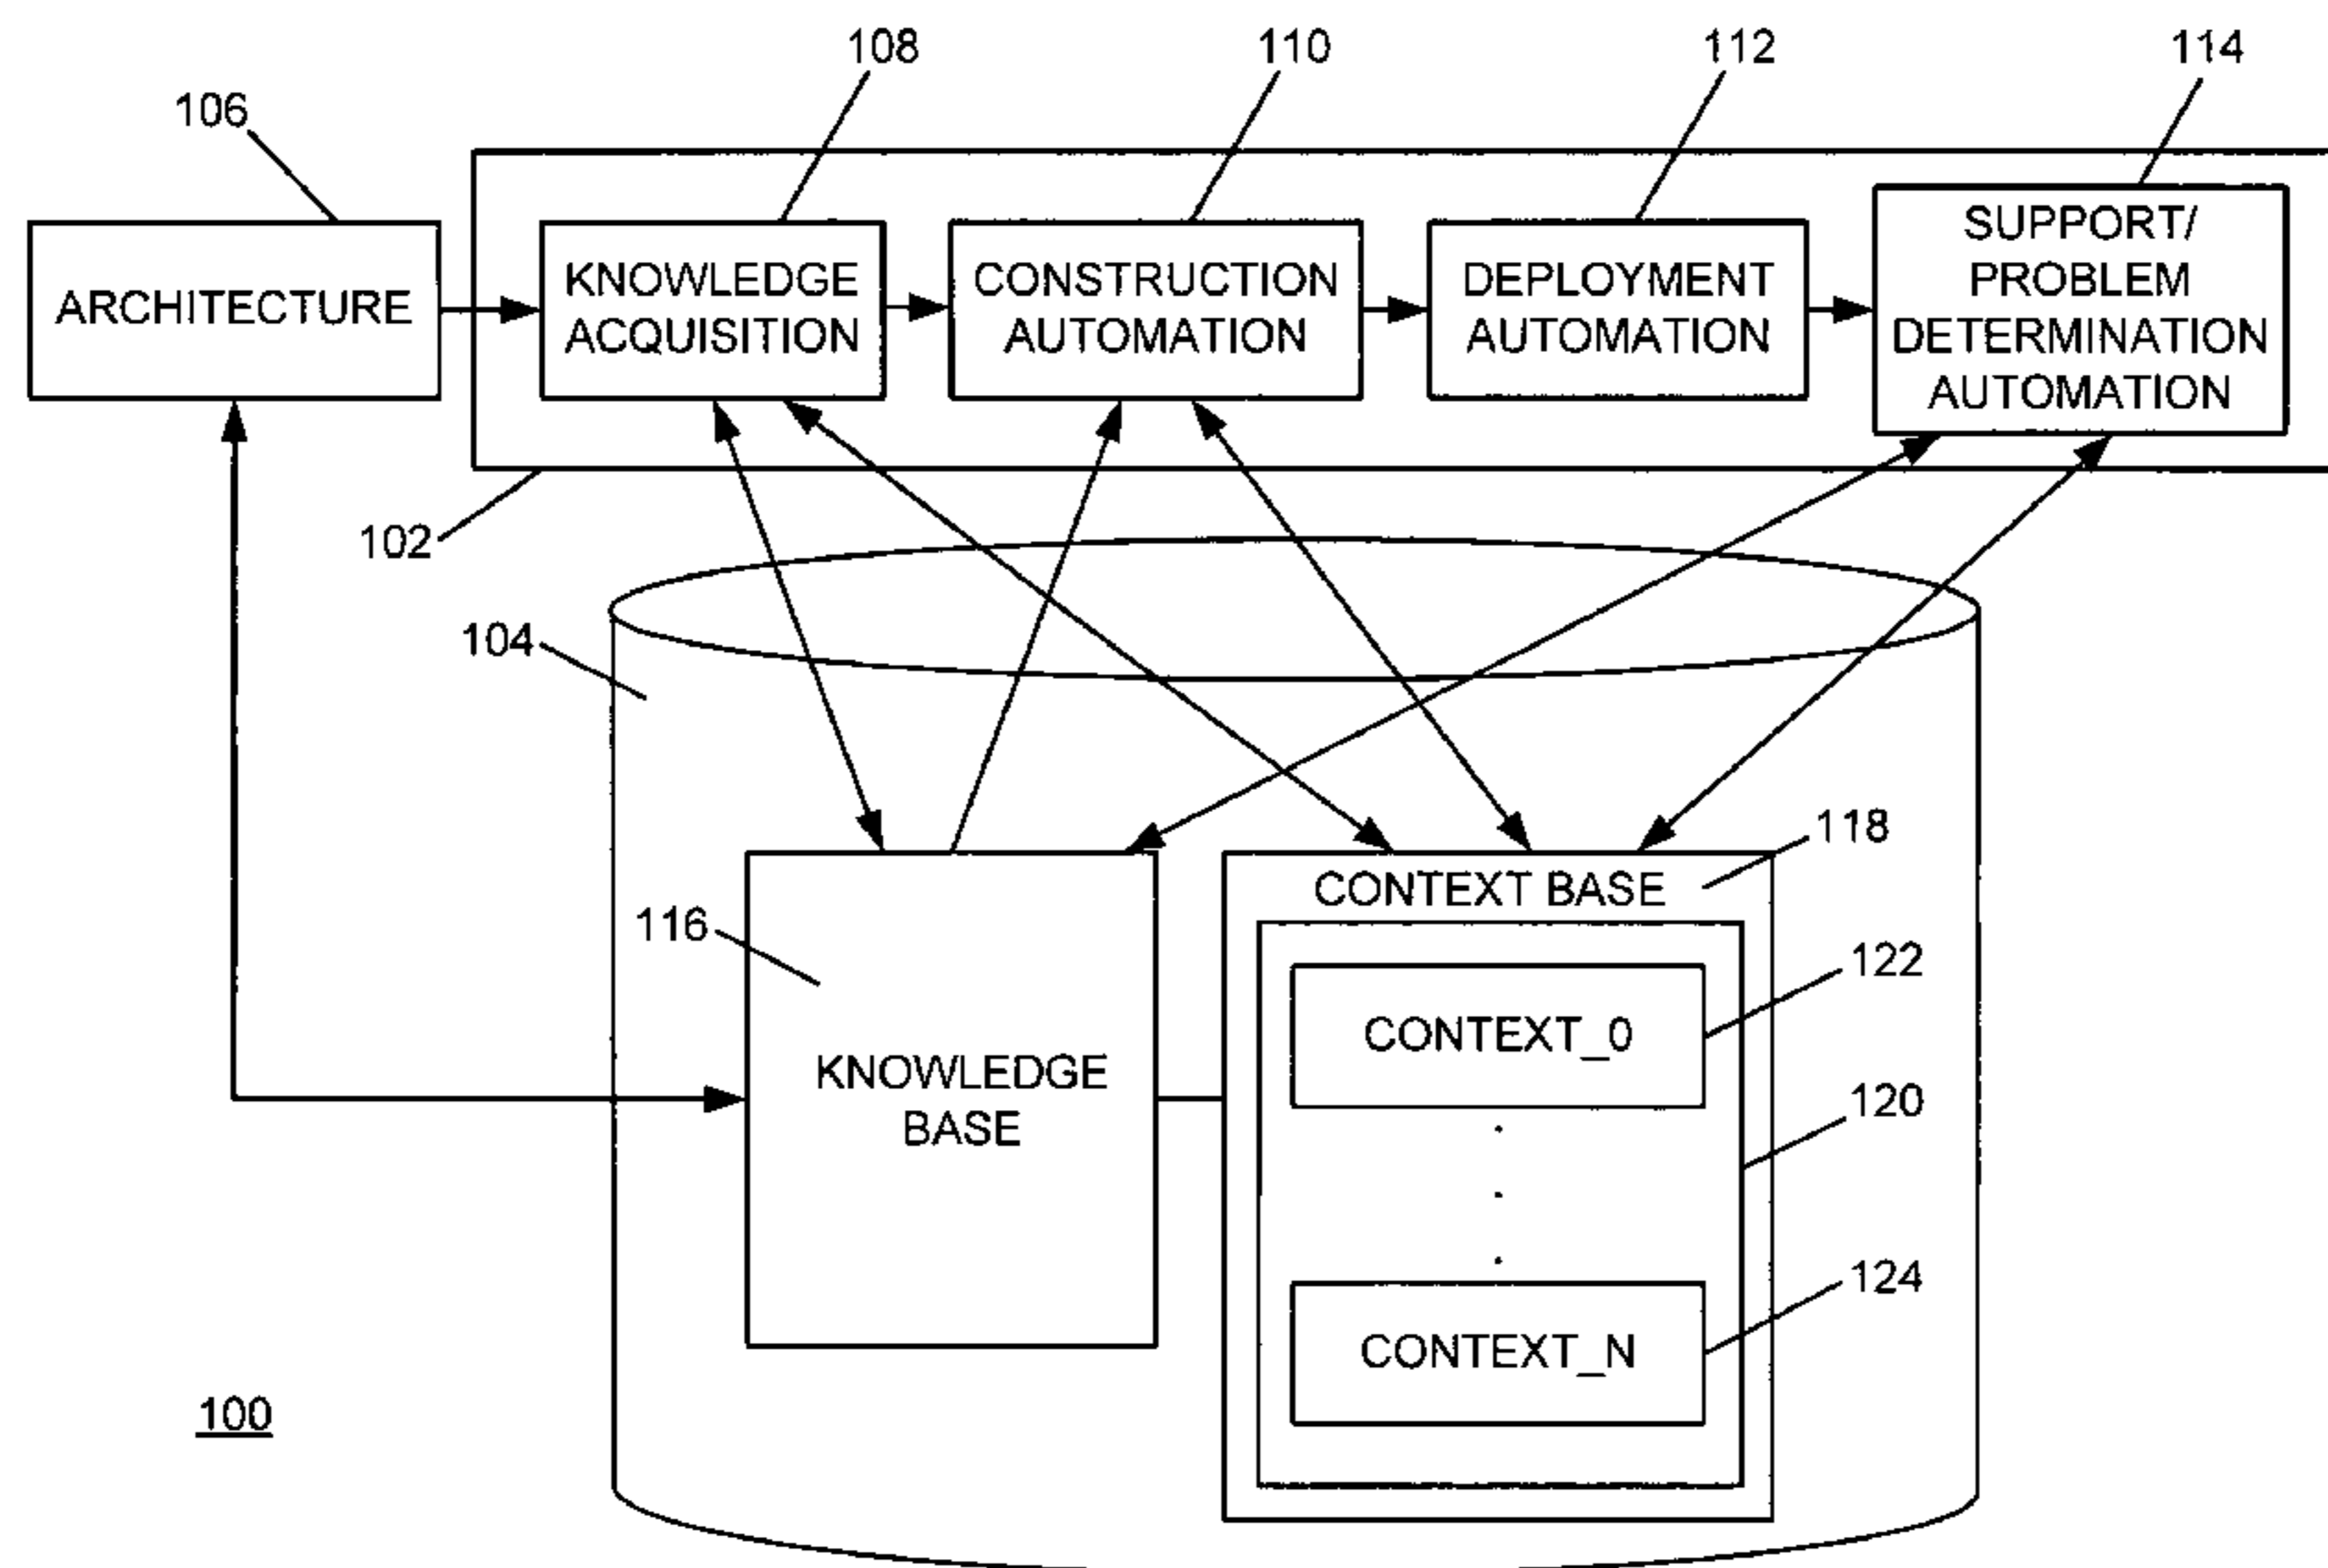 108
110
112
114
106
ARCHITECTURE
KNOWLEDGE
ACQUISITION
CONSTRUCTION
AUTOMATION
DEPLOYMENT
AUTOMATION
SUPPORT/
PROBLEM
DETERMINATION
AUTOMATION
102
104
118
CONTEXT BASE
116
122
CONTEXT_0
KNOWLEDGE
BASE
120
.
.
.
124
CONTEXT_N
100